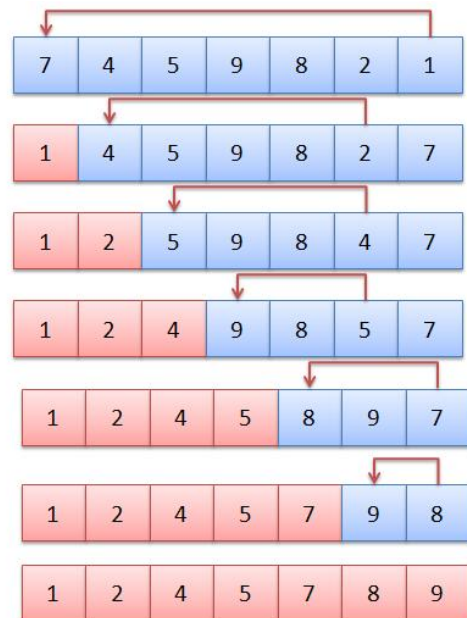 7 4 5 9 8 2 1
1 4 5 9 8 2 7
1 2 5 9 8 4 7
1 2 4 9 8 5 7
1 2 4 5 8 9 7
1 2 4 5 7 9 8
1 2 4 5 7 8 9